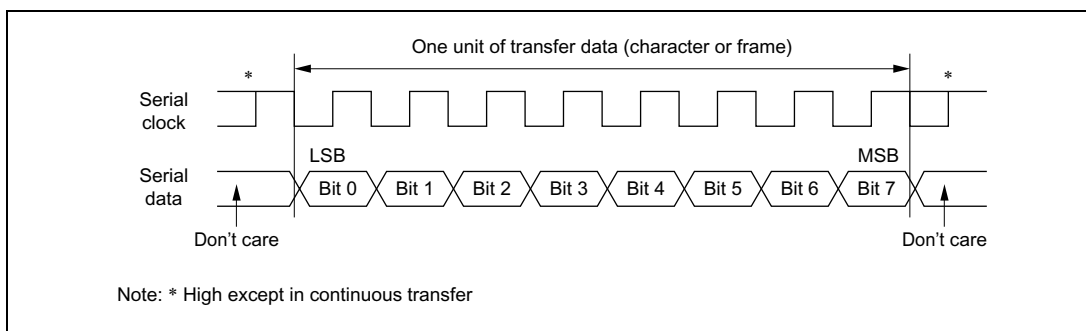 One unit of transfer data (character or frame)
* *
Serial clock
LSB MSB
Serial data
Bit 0 Bit 1 Bit 2 Bit 3 Bit 4 Bit 5 Bit 6 Bit 7
Don't care Don't care
Note: * High except in continuous transfer